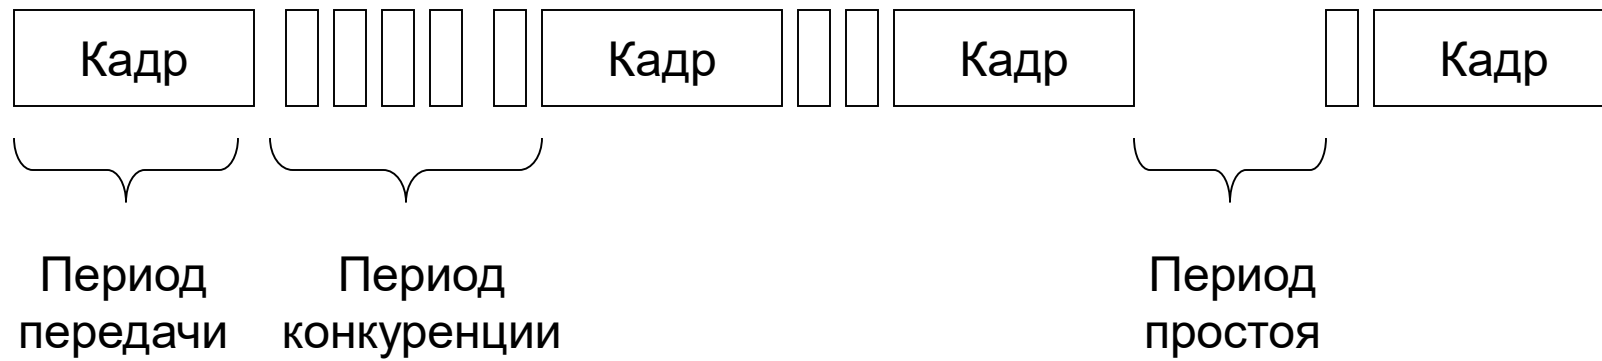 Кадр Кадр Кадр Кадр
Период передачи
Период конкуренции
Период простоя